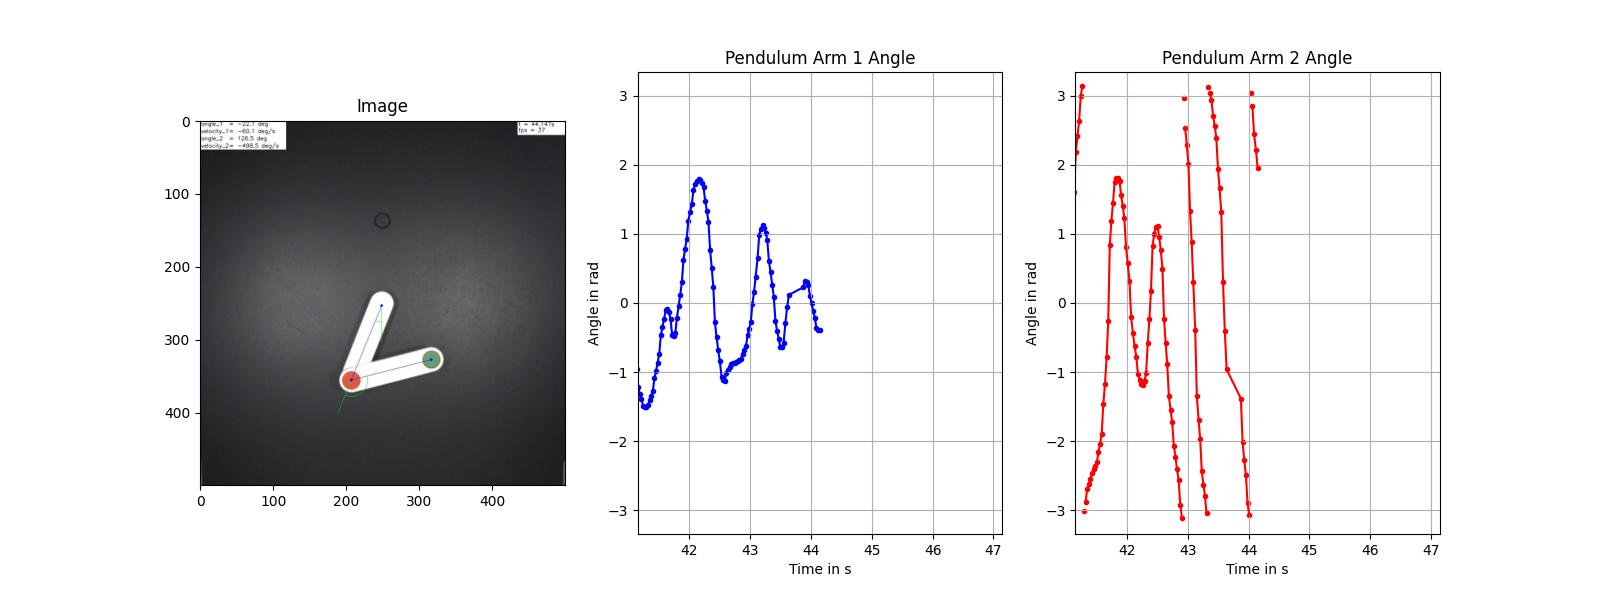 Image
angle_1 = -22.1 deg
velocity_1= -60.1 deg/s
angle_2 = 126.5 deg
velocity_2= -498.5 deg/s
t = 44.147s
fps = 37
0
100
200
300
400
0 100 200 300 400
Pendulum Arm 1 Angle
Angle in rad
3
2
1
0
−1
−2
−3
42 43 44 45 46 47
Time in s
Pendulum Arm 2 Angle
Angle in rad
3
2
1
0
−1
−2
−3
42 43 44 45 46 47
Time in s